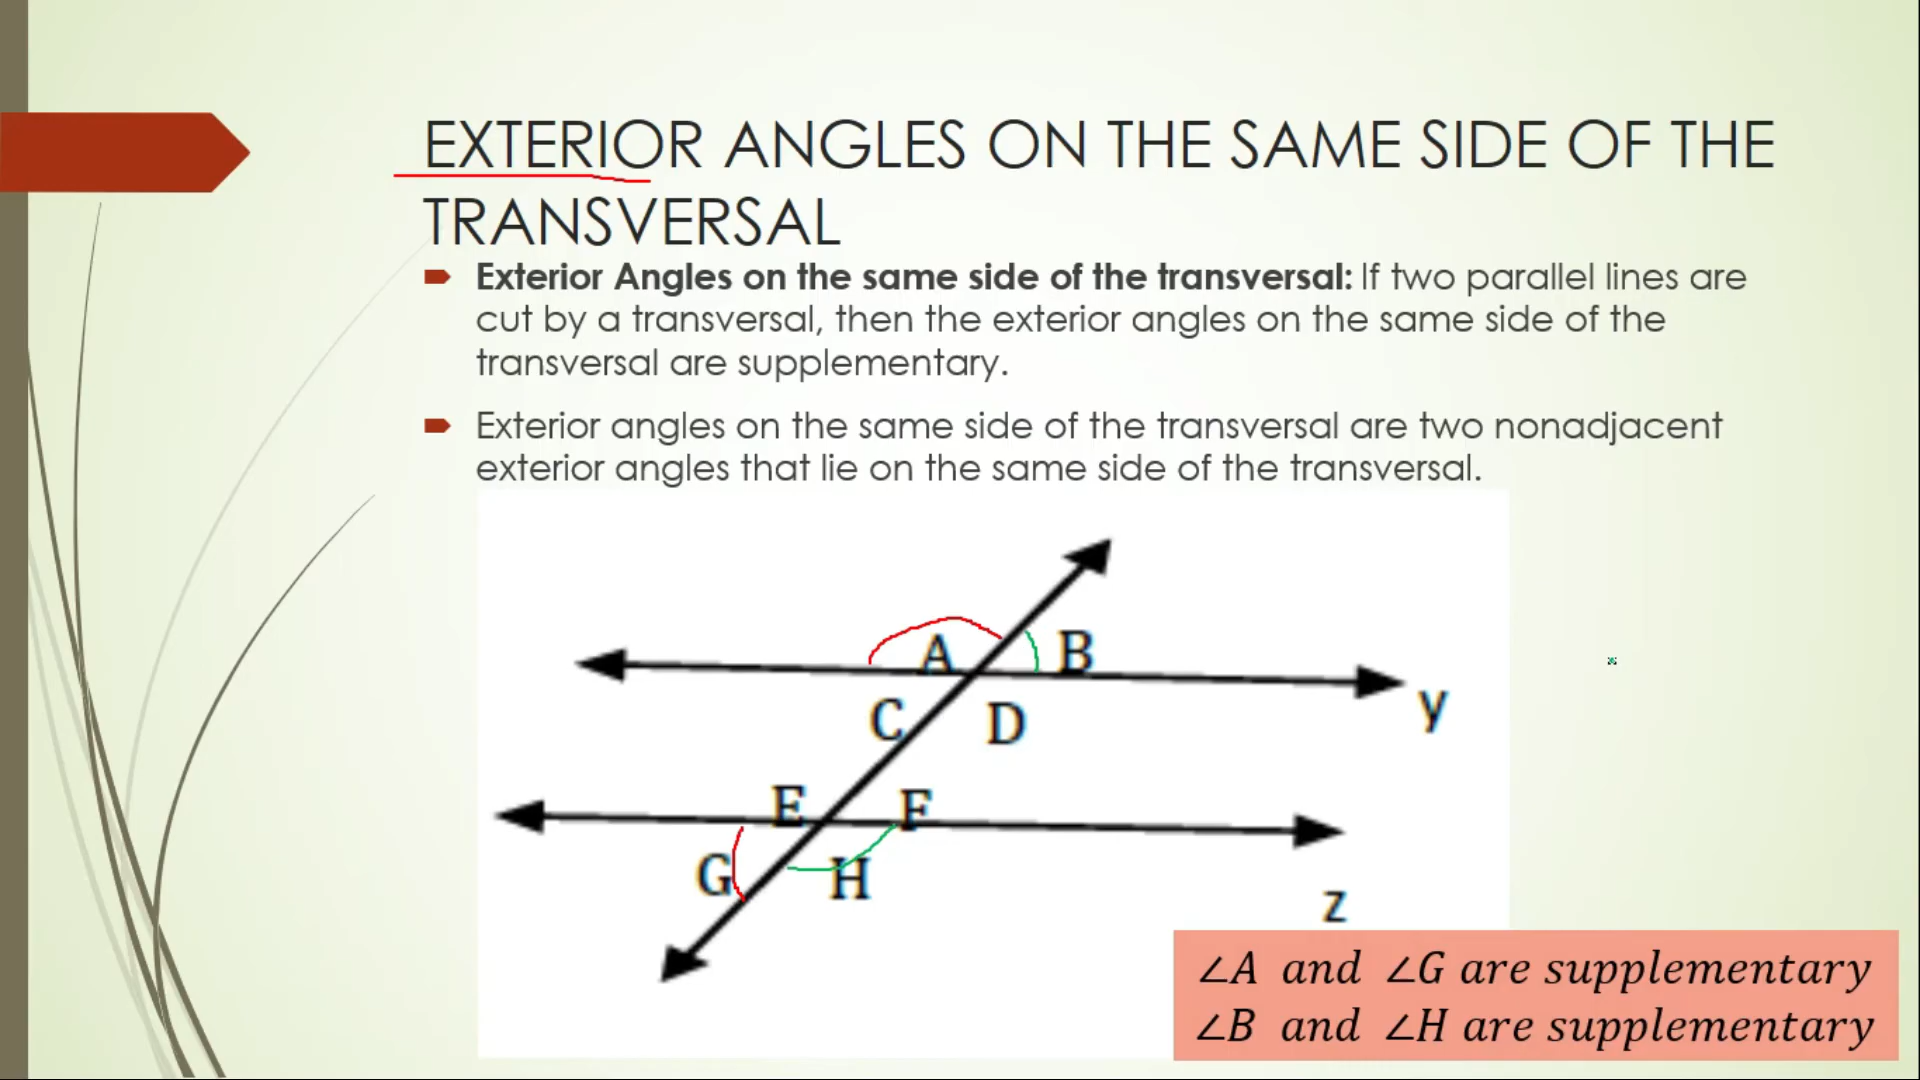 EXTERIOR ANGLES ON THE SAME SIDE OF THE
TRANSVERSAL
Exterior Angles on the same side of the transversal: If two parallel lines are
cut by a transversal, then the exterior angles on the same side of the
transversal are supplementary.
Exterior angles on the same side of the transversal are two nonadjacent
exterior angles that lie on the same side of the transversal.
A B
C D
y
E F
G H
z
∠A and ∠G are supplementary
∠B and ∠H are supplementary